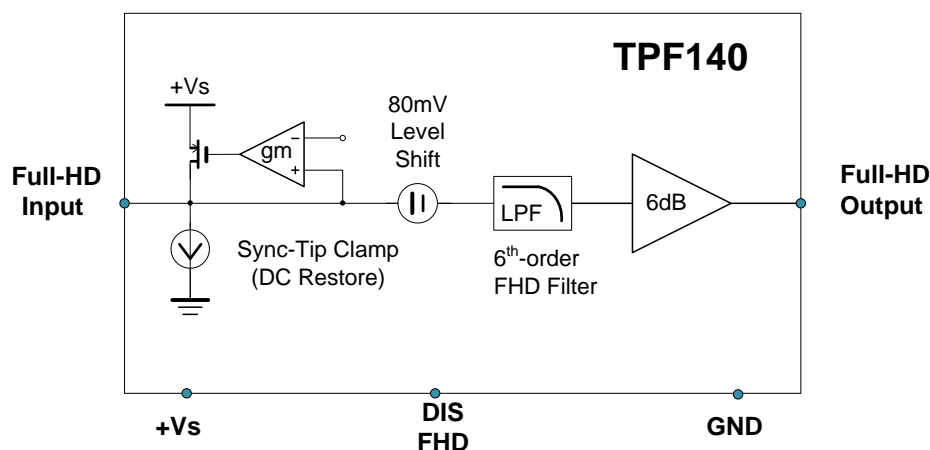 TPF140
+Vs
80mV
Level
Shift
gm
−
+
Full-HD
Input
Full-HD
Output
LPF
6dB
Sync-Tip Clamp
(DC Restore)
6th-order
FHD Filter
+Vs
DIS
FHD
GND